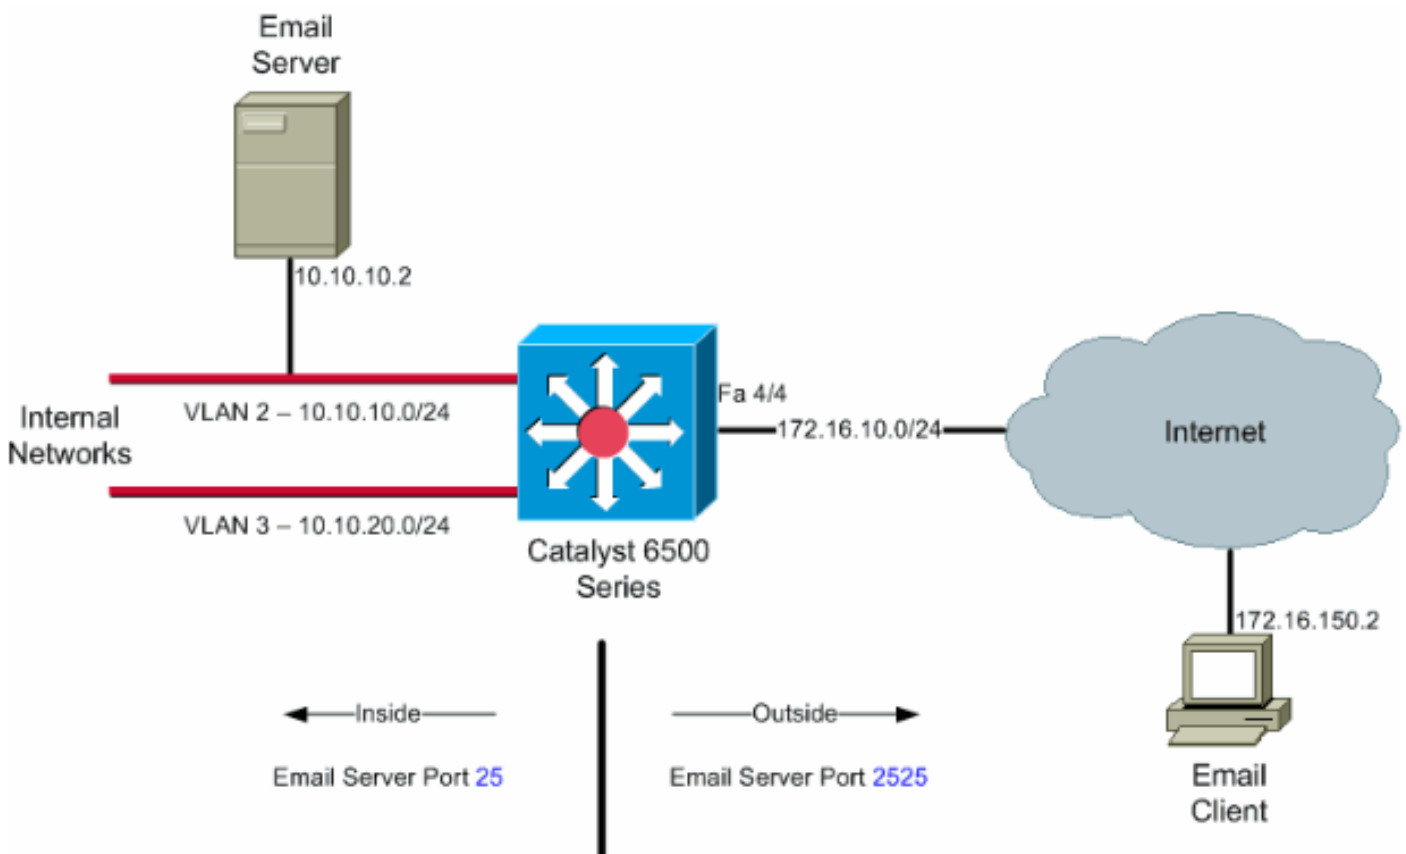 Email
Server
10.10.10.2
Internal
Networks
VLAN 2 – 10.10.10.0/24
VLAN 3 – 10.10.20.0/24
Fa 4/4
172.16.10.0/24
Internet
Catalyst 6500
Series
172.16.150.2
Email
Client
Inside
Outside
Email Server Port 25
Email Server Port 2525